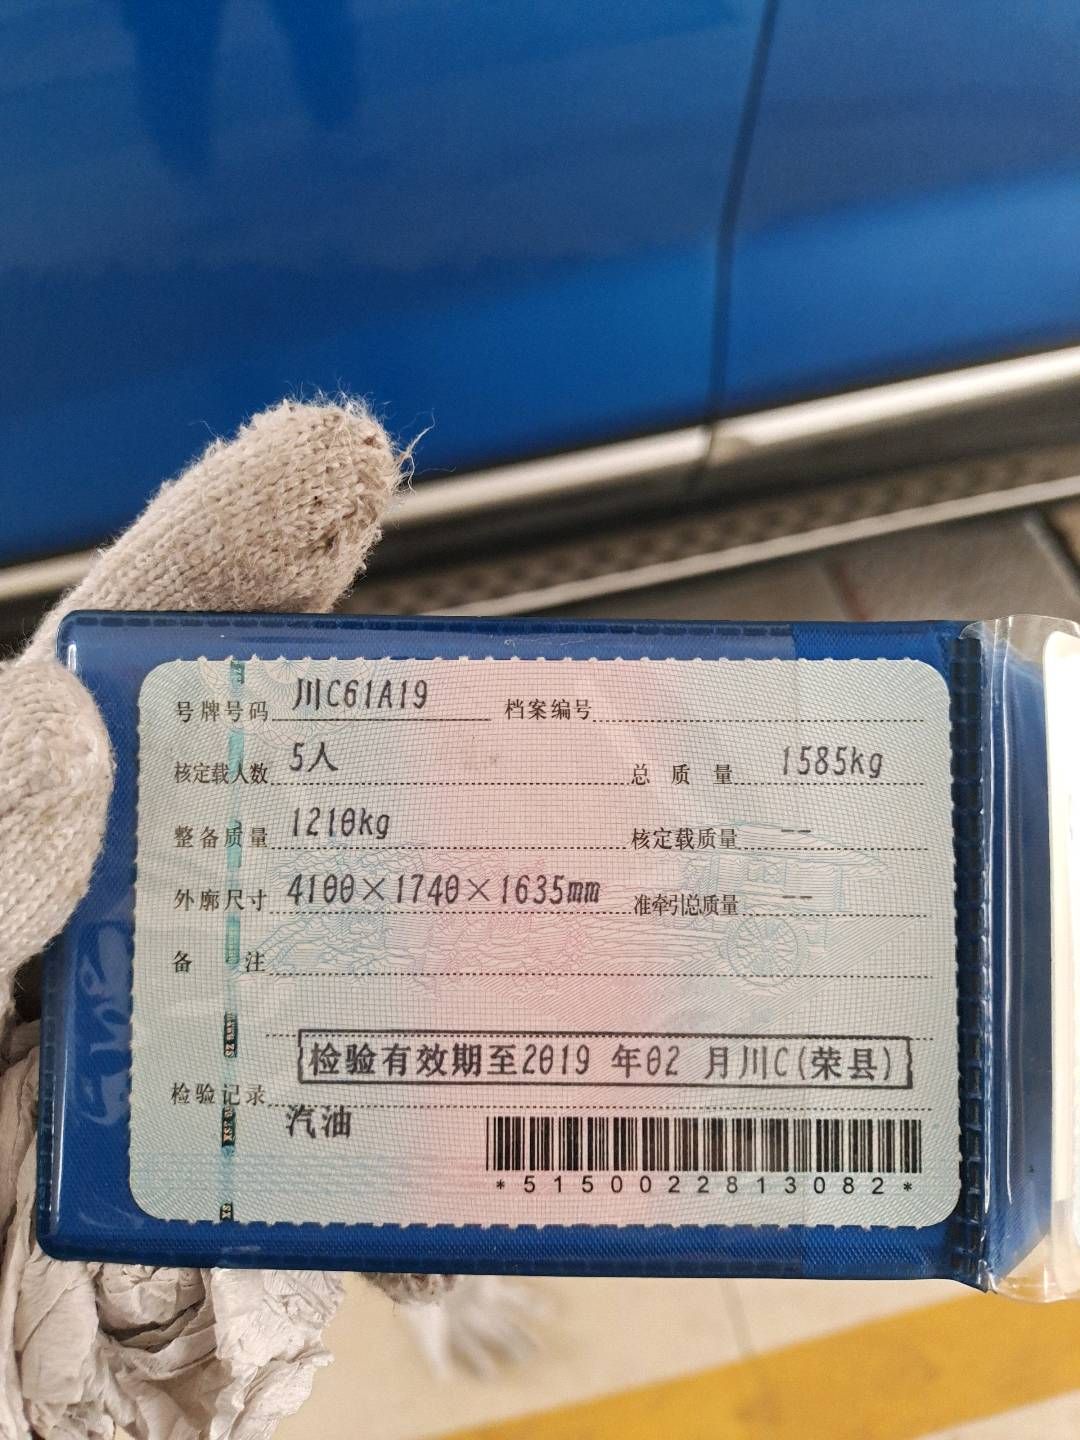 号牌号码 川C61A19 档案编号
核定载人数 5人 总质量 1585kg
整备质量 1210kg 核定载质量 --
外廓尺寸 4100×1740×1635mm 准牵引总质量 --
备注
检验有效期至2019 年02 月川C(荣县)
检验记录
汽油
*5150022813082*